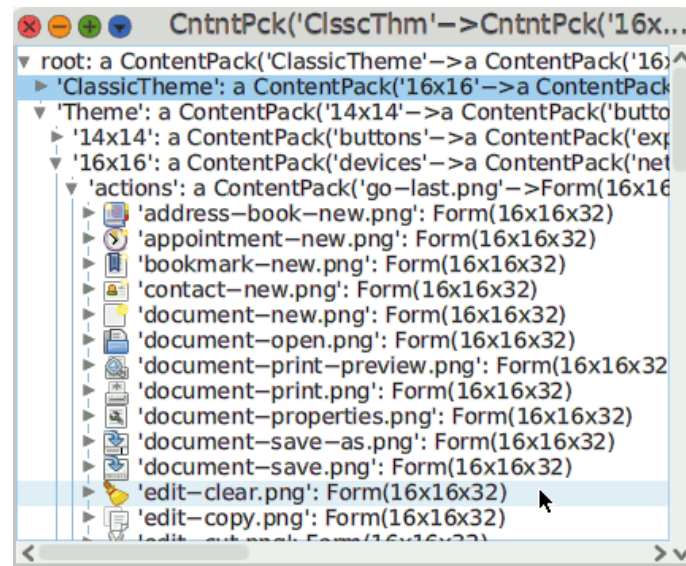 CntntPck('ClsscThm'->CntntPck('16x...
root: a ContentPack('ClassicTheme'->a ContentPack('16x
'ClassicTheme': a ContentPack('16x16'->a ContentPack
'Theme': a ContentPack('14x14'->a ContentPack('butto
'14x14': a ContentPack('buttons'->a ContentPack('exp
'16x16': a ContentPack('devices'->a ContentPack('net
'actions': a ContentPack('go-last.png'->Form(16x16
'address-book-new.png': Form(16x16x32)
'appointment-new.png': Form(16x16x32)
'bookmark-new.png': Form(16x16x32)
'contact-new.png': Form(16x16x32)
'document-new.png': Form(16x16x32)
'document-open.png': Form(16x16x32)
'document-print-preview.png': Form(16x16x32
'document-print.png': Form(16x16x32)
'document-properties.png': Form(16x16x32)
'document-save-as.png': Form(16x16x32)
'document-save.png': Form(16x16x32)
'edit-clear.png': Form(16x16x32)
'edit-copy.png': Form(16x16x32)
'edit-cut.png': Form(16x16x32)